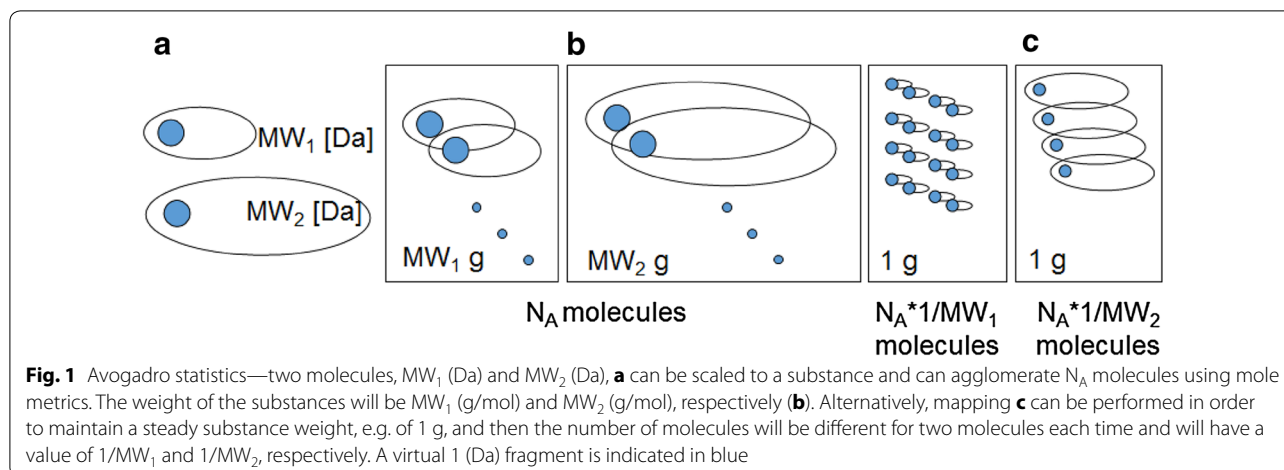 a
b
c
MW₁ [Da]
MW₂ [Da]
MW₁ g
MW₂ g
1 g
1 g
N_A molecules
N_A*1/MW₁
molecules
N_A*1/MW₂
molecules
Fig. 1 Avogadro statistics—two molecules, MW₁ (Da) and MW₂ (Da), a can be scaled to a substance and can agglomerate N_A molecules using mole
metrics. The weight of the substances will be MW₁ (g/mol) and MW₂ (g/mol), respectively (b). Alternatively, mapping c can be performed in order
to maintain a steady substance weight, e.g. of 1 g, and then the number of molecules will be different for two molecules each time and will have a
value of 1/MW₁ and 1/MW₂, respectively. A virtual 1 (Da) fragment is indicated in blue